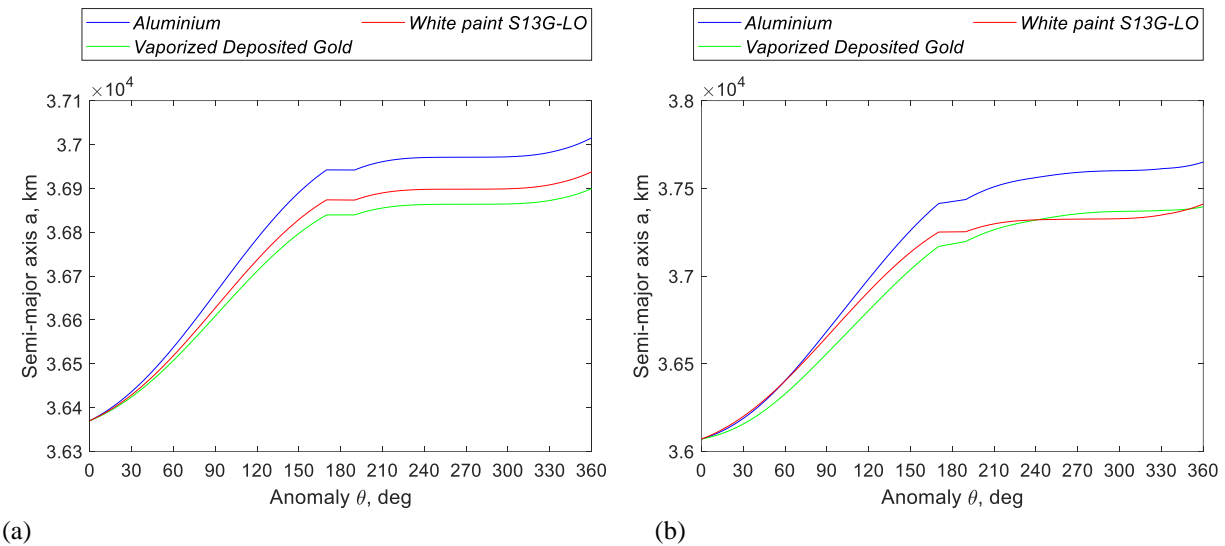 Aluminium
White paint S13G-LO
Vaporized Deposited Gold
×10⁴
3.71
3.7
3.69
3.68
3.67
3.66
3.65
3.64
3.63
Semi-major axis a, km
0 30 60 90 120 150 180 210 240 270 300 330 360
Anomaly θ, deg
(a)
Aluminium
White paint S13G-LO
Vaporized Deposited Gold
×10⁴
3.8
3.75
3.7
3.65
3.6
Semi-major axis a, km
0 30 60 90 120 150 180 210 240 270 300 330 360
Anomaly θ, deg
(b)